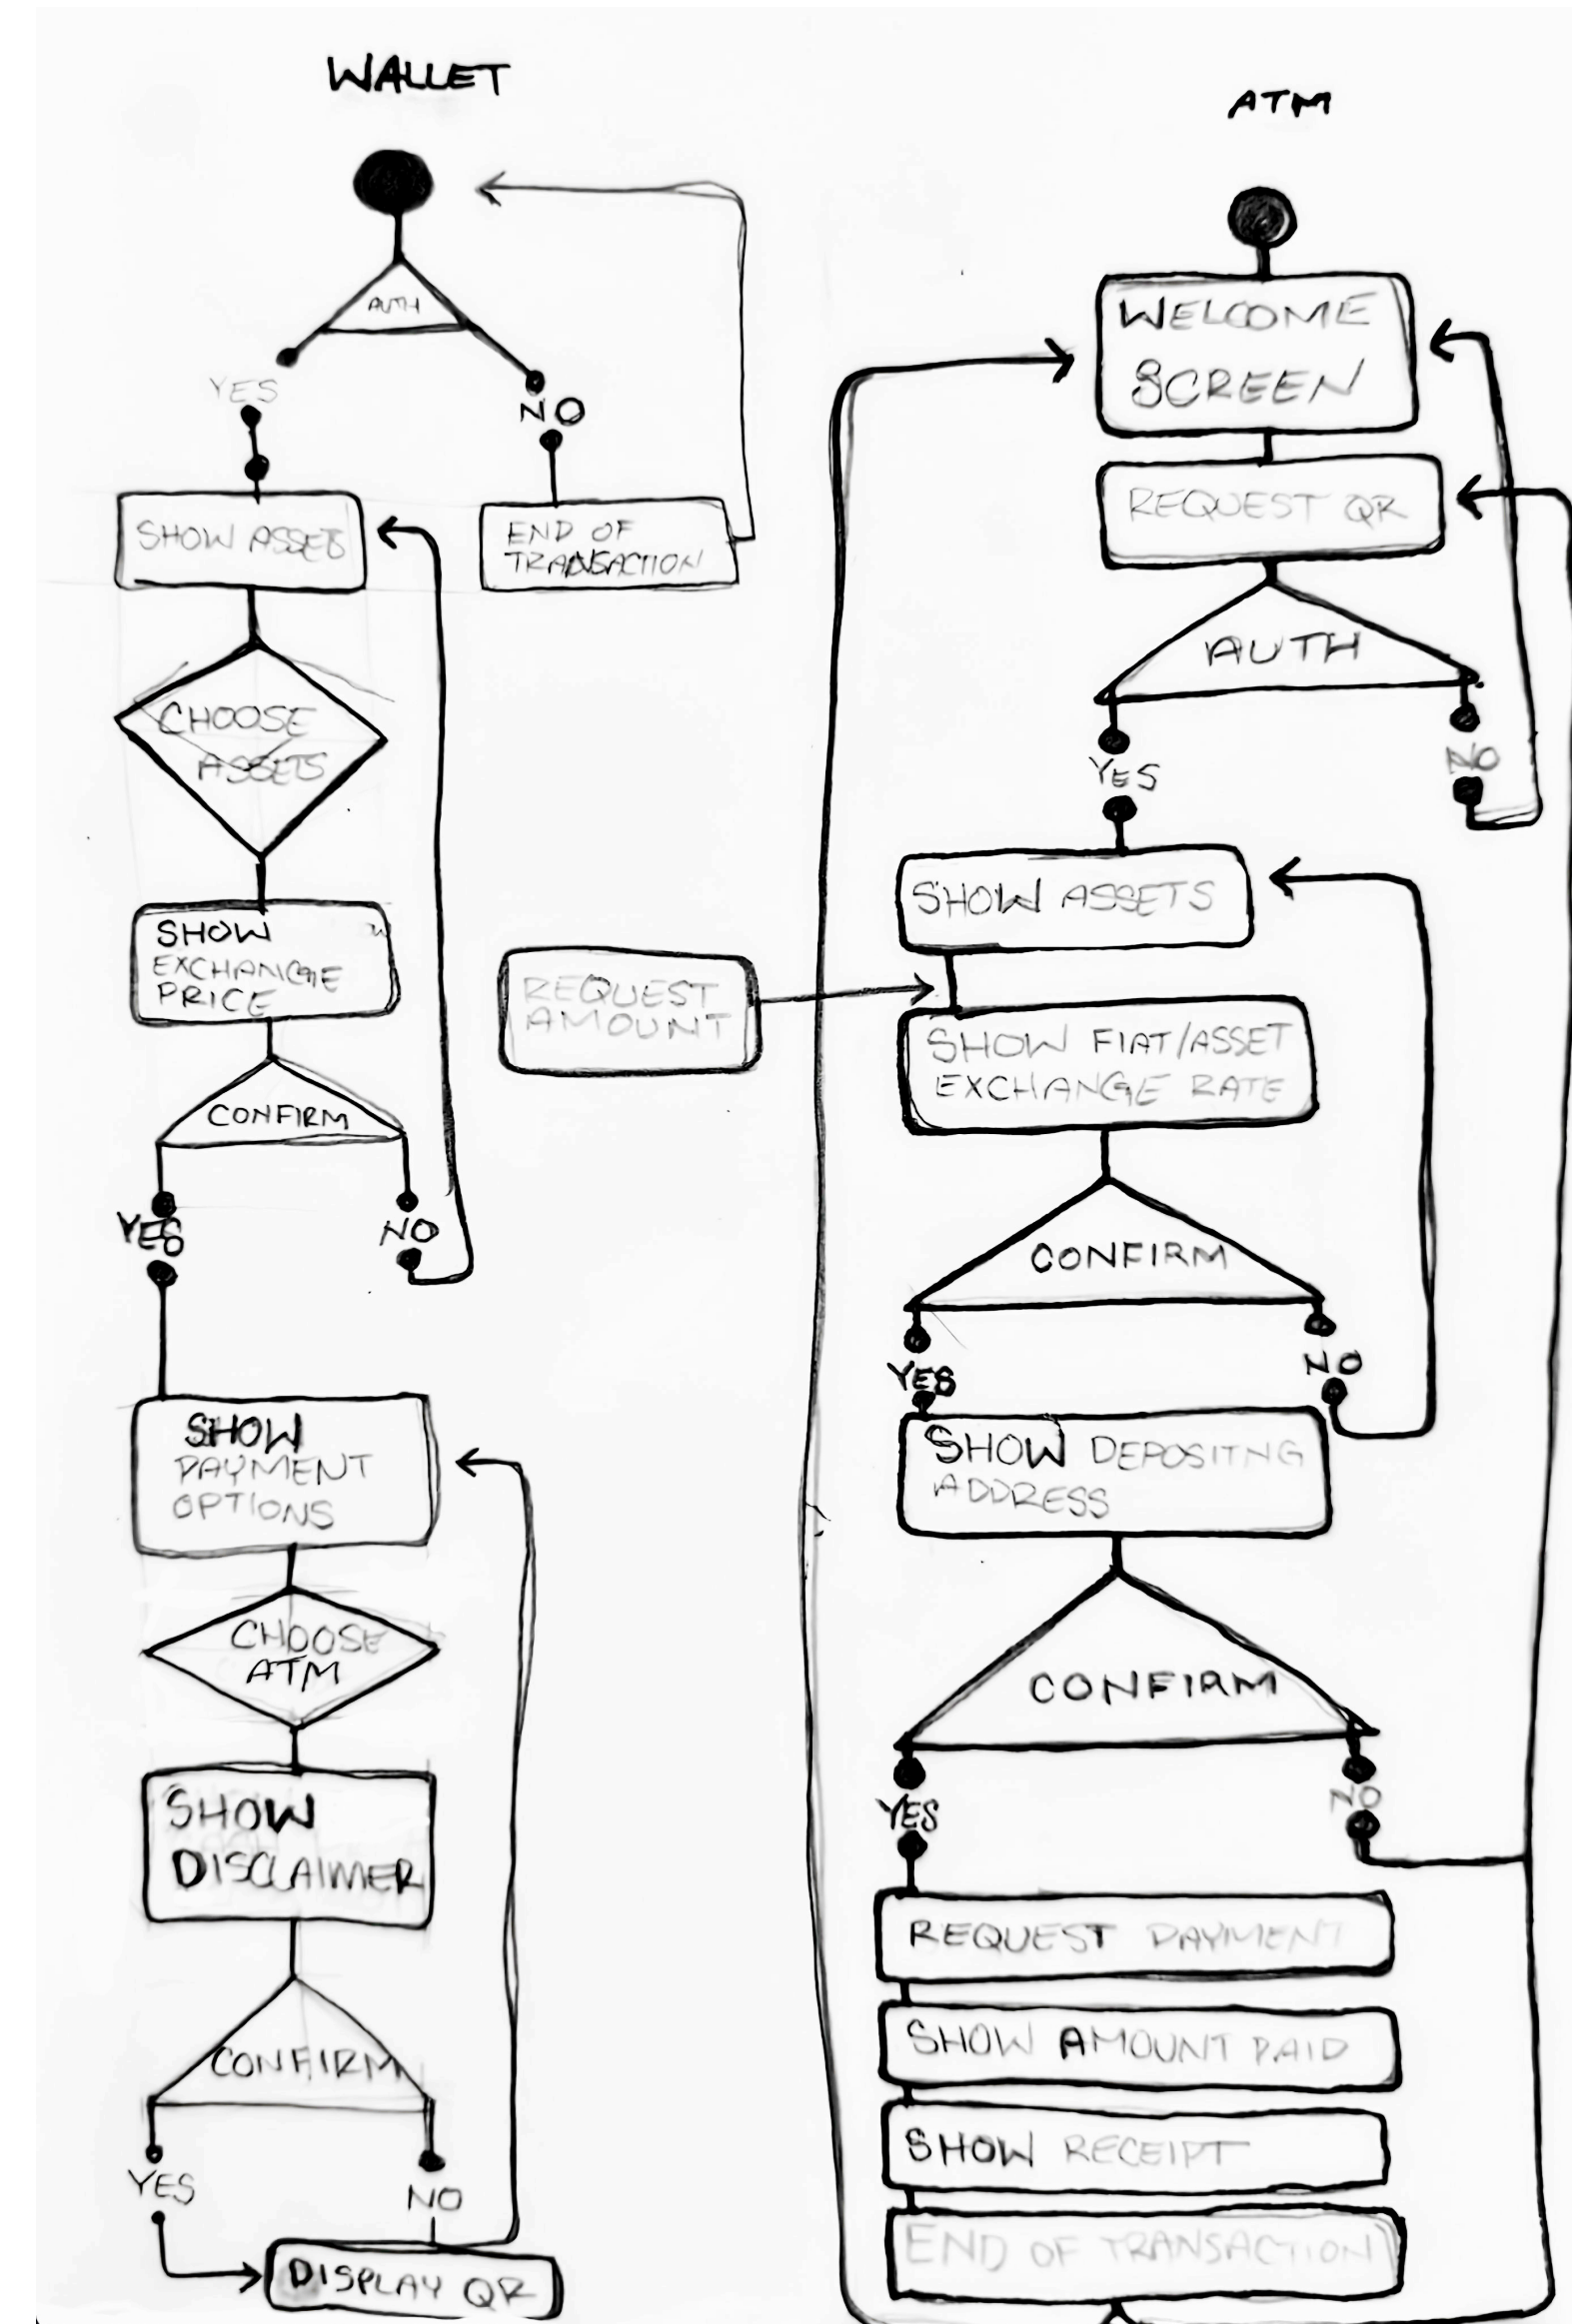 WALLET
AUTH
YES
NO
SHOW ASSETS
END OF
TRANSACTION
CHOOSE
ASSETS
SHOW
EXCHANGE
PRICE
CONFIRM
YES
NO
SHOW
PAYMENT
OPTIONS
CHOOSE
ATM
SHOW
DISCLAIMER
CONFIRM
YES
NO
DISPLAY QR
REQUEST
AMOUNT
ATM
WELCOME
SCREEN
REQUEST QR
AUTH
YES
NO
SHOW ASSETS
SHOW FIAT/ASSET
EXCHANGE RATE
CONFIRM
YES
NO
SHOW DEPOSITNG
ADDRESS
CONFIRM
YES
NO
REQUEST PAYMENT
SHOW AMOUNT PAID
SHOW RECEIPT
END OF TRANSACTION